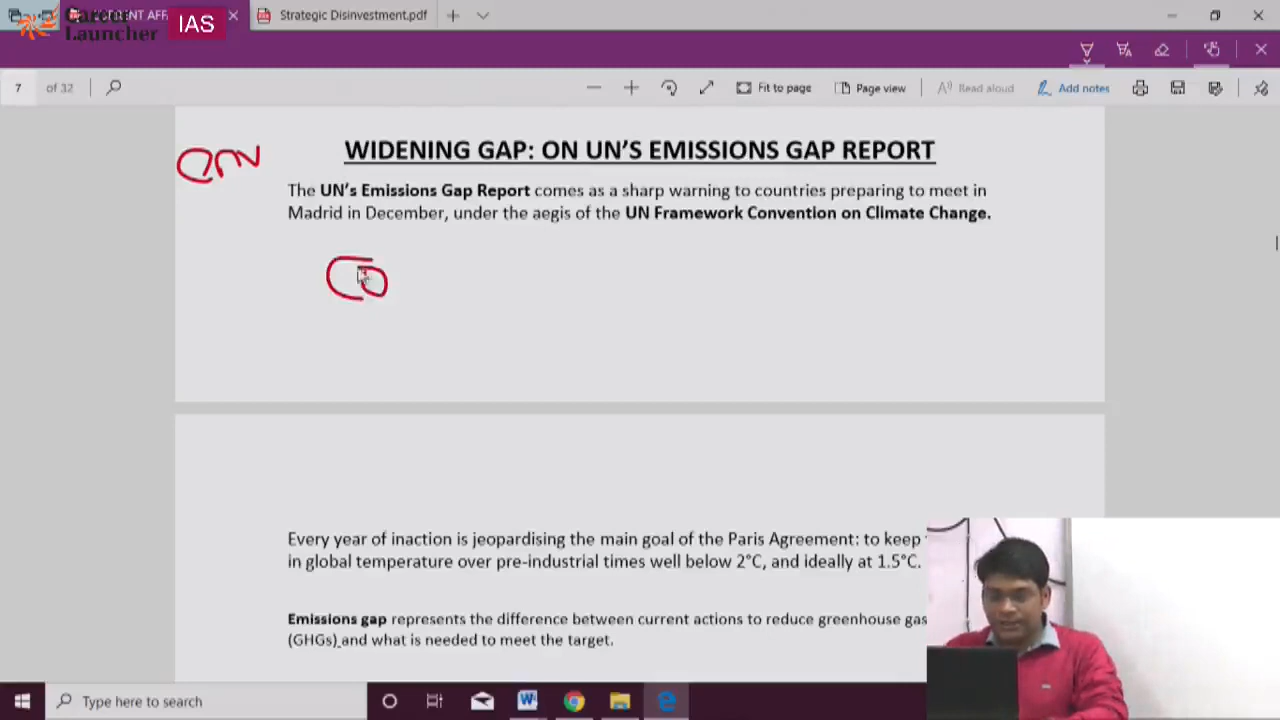 CURRENT AFF
Strategic Disinvestment.pdf
Career
Launcher
IAS
7 of 32
Fit to page
Page view
Read aloud
Add notes
WIDENING GAP: ON UN'S EMISSIONS GAP REPORT
The UN's Emissions Gap Report comes as a sharp warning to countries preparing to meet in
Madrid in December, under the aegis of the UN Framework Convention on Climate Change.
Every year of inaction is jeopardising the main goal of the Paris Agreement: to keep
in global temperature over pre-industrial times well below 2°C, and ideally at 1.5°C.
Emissions gap represents the difference between current actions to reduce greenhouse gas
(GHGs) and what is needed to meet the target.
Type here to search